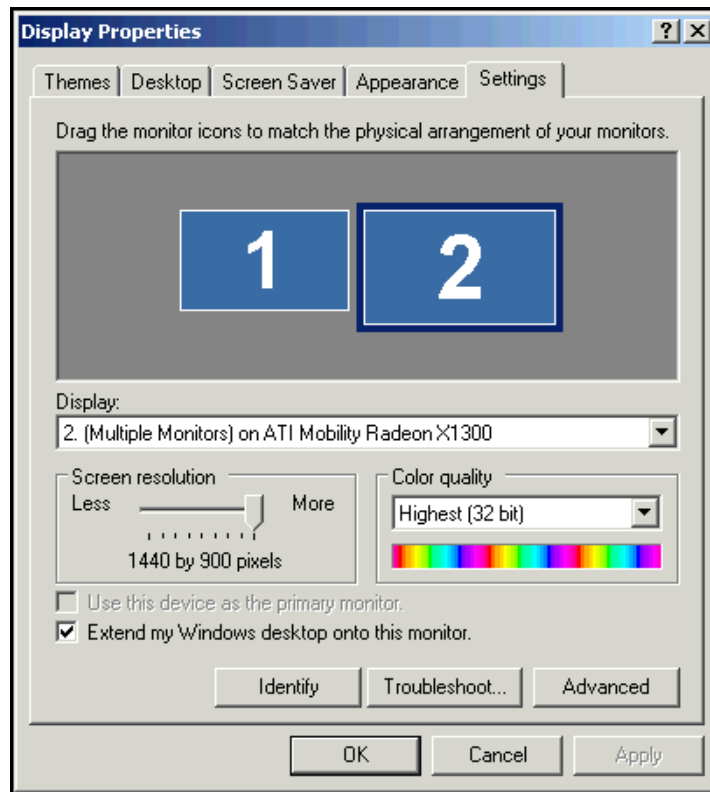 Display Properties
Themes Desktop Screen Saver Appearance Settings
Drag the monitor icons to match the physical arrangement of your monitors.
1 2
Display:
2. (Multiple Monitors) on ATI Mobility Radeon X1300
Screen resolution Color quality
Less More
Highest (32 bit)
1440 by 900 pixels
Use this device as the primary monitor.
Extend my Windows desktop onto this monitor.
Identify Troubleshoot... Advanced
OK Cancel Apply